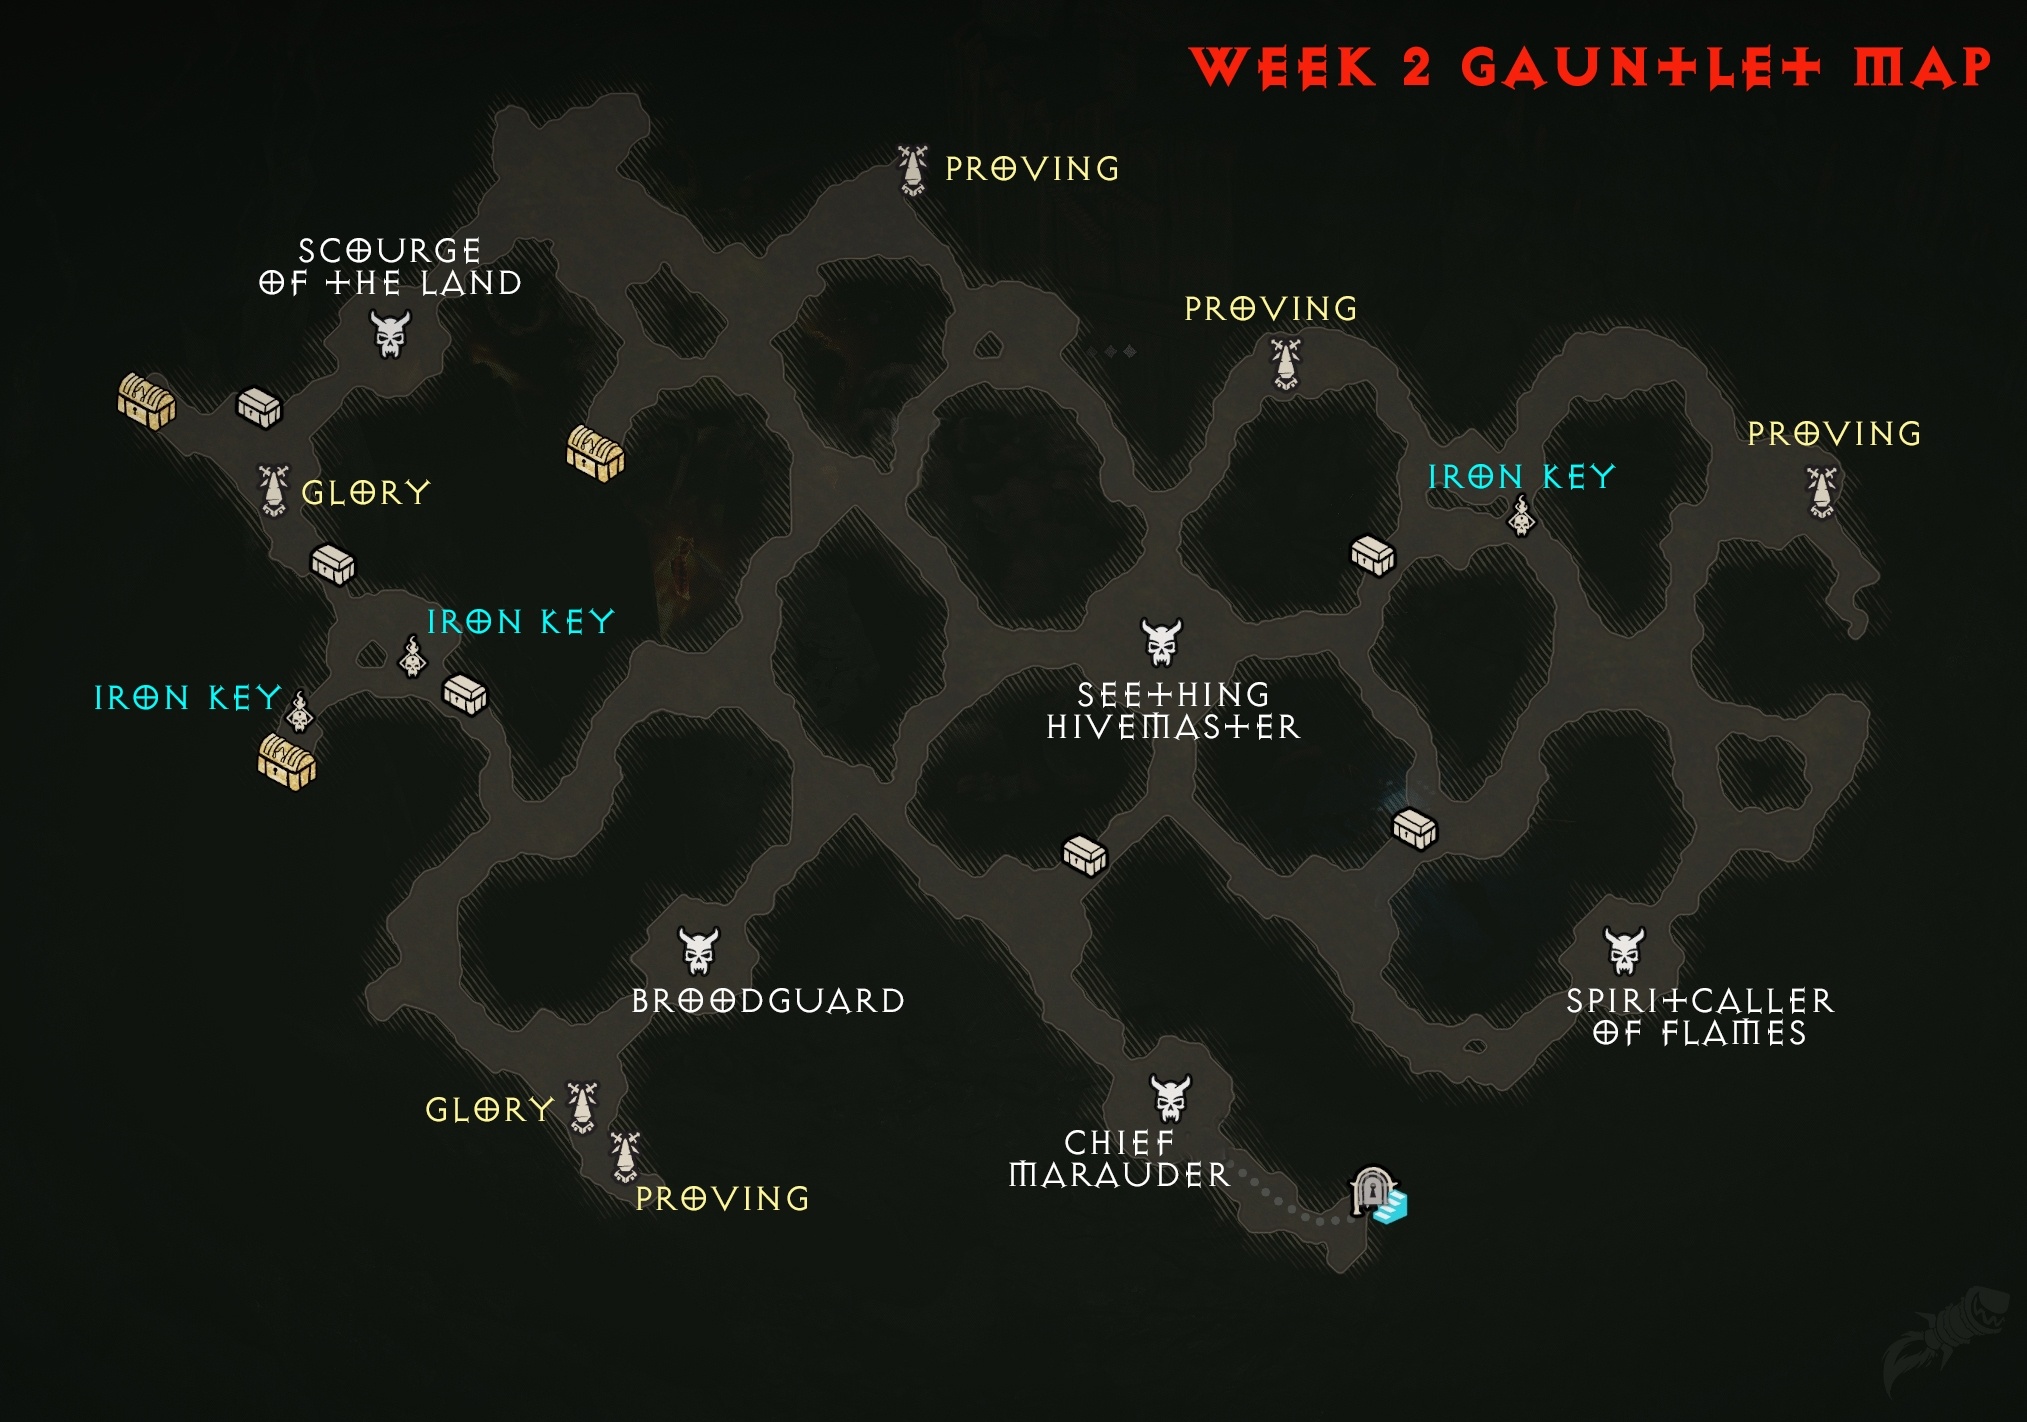 WEEK 2 GAUNTLET MAP
PROVING
SCOURGE
OF THE LAND
PROVING
PROVING
IRON KEY
GLORY
IRON KEY
IRON KEY
SEETHING
HIVEMASTER
BROODGUARD
SPIRITCALLER
OF FLAMES
GLORY
CHIEF
MARAUDER
PROVING